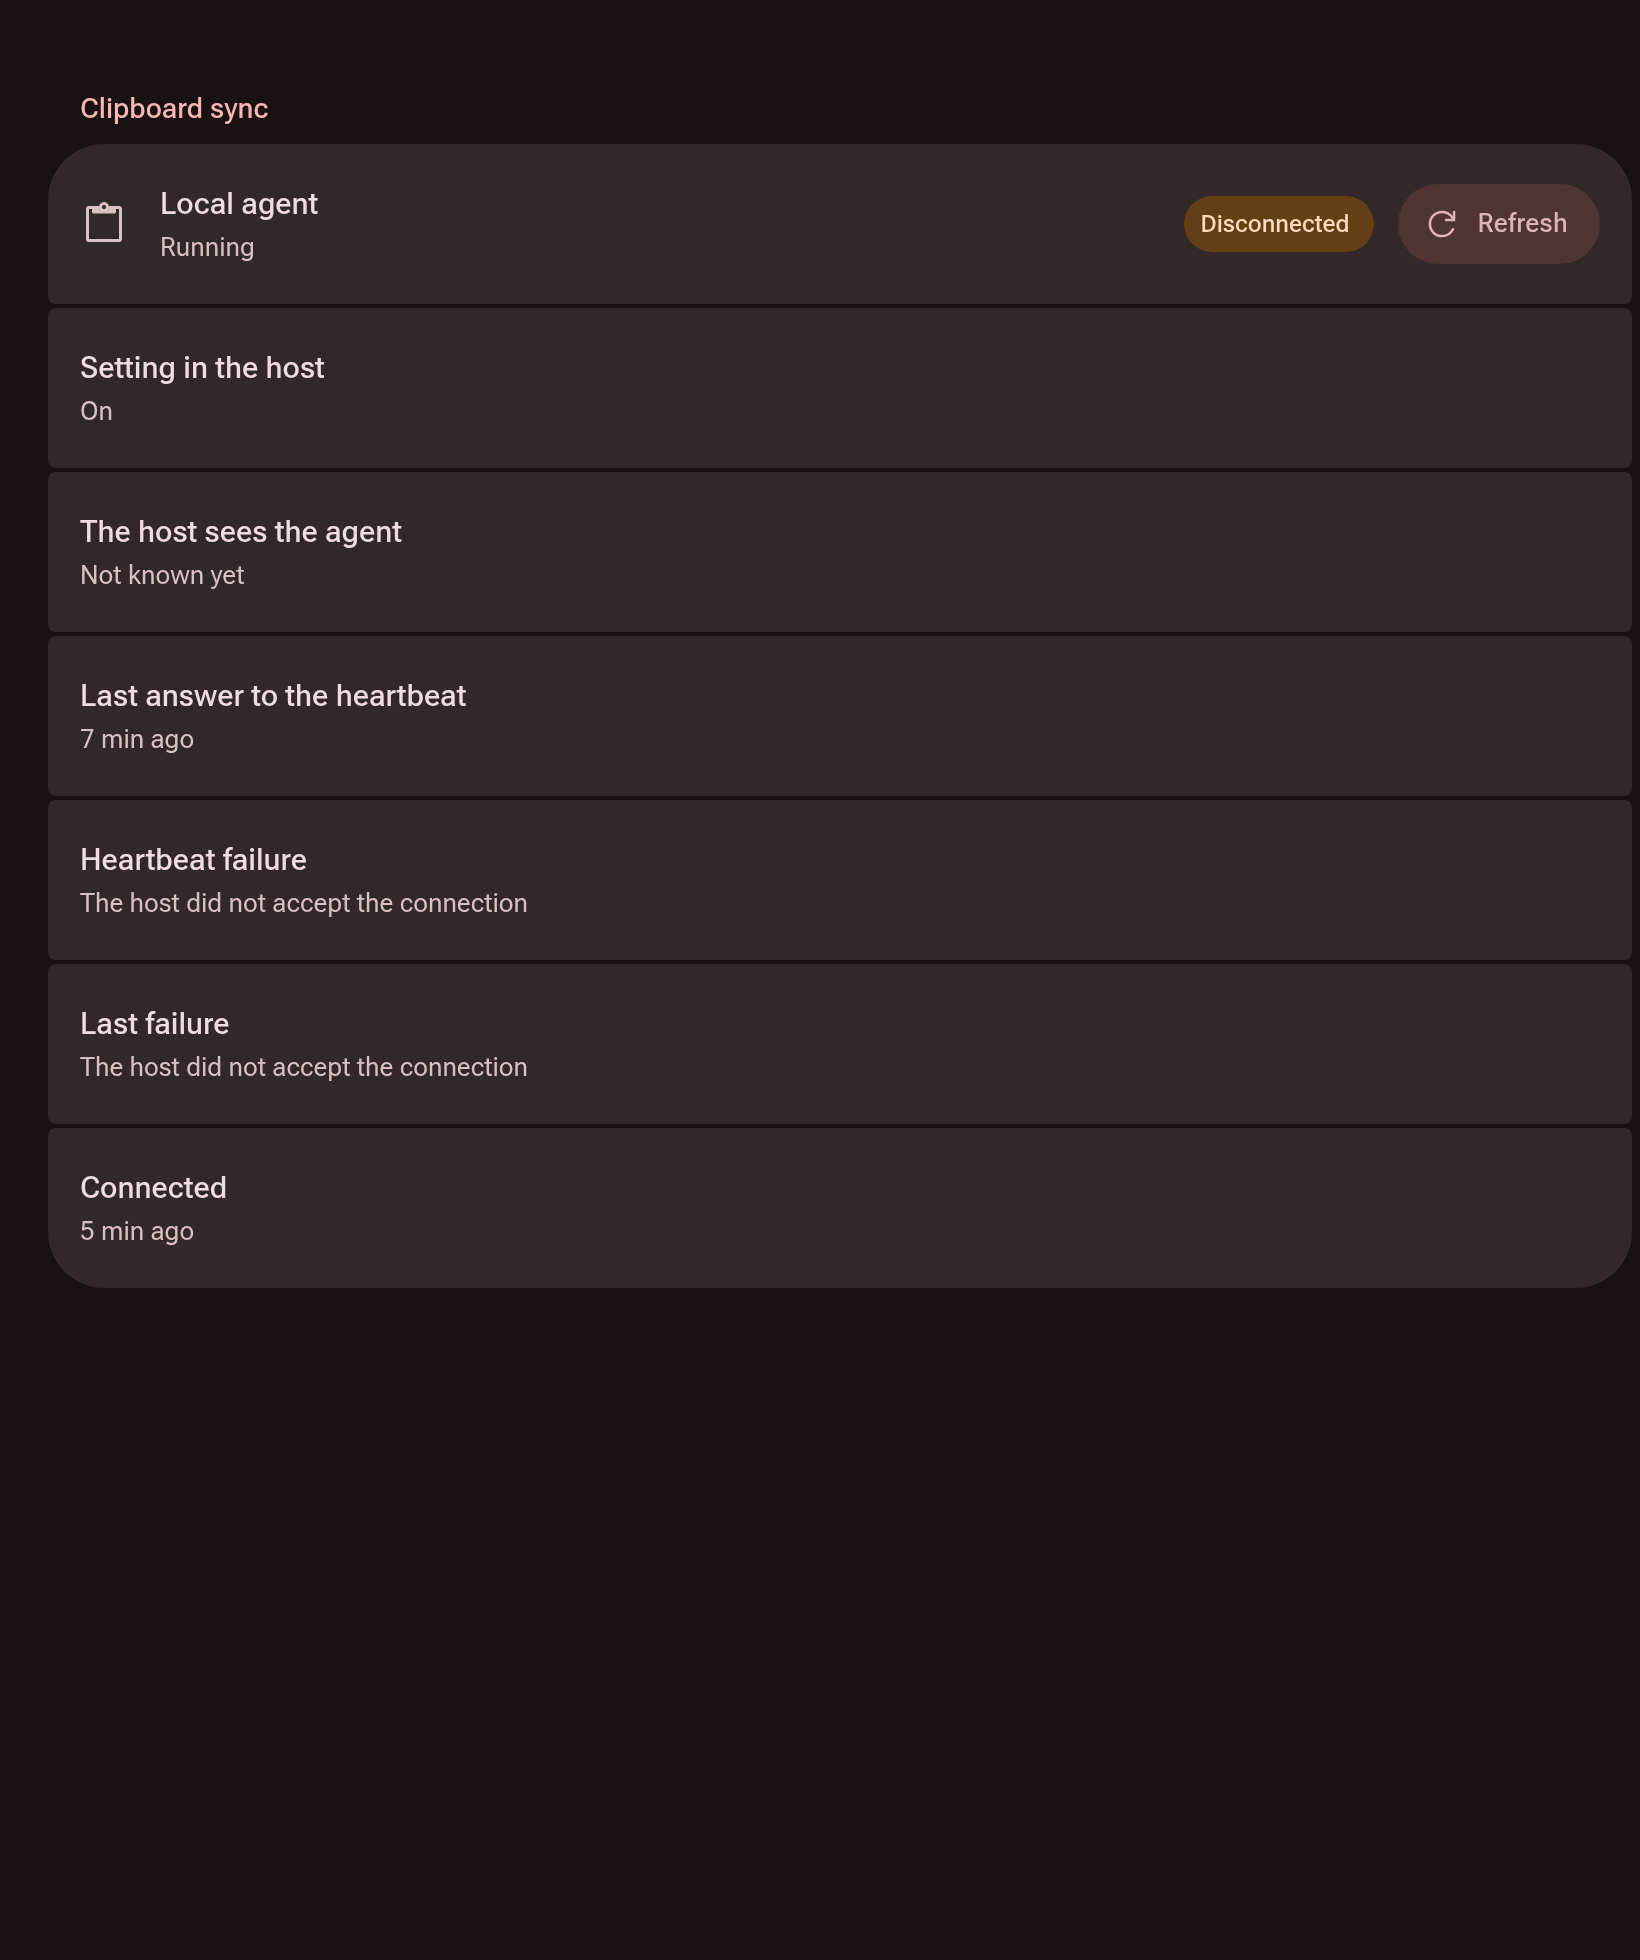 Clipboard sync
Local agent
Running
Disconnected
Refresh
Setting in the host
On
The host sees the agent
Not known yet
Last answer to the heartbeat
7 min ago
Heartbeat failure
The host did not accept the connection
Last failure
The host did not accept the connection
Connected
5 min ago